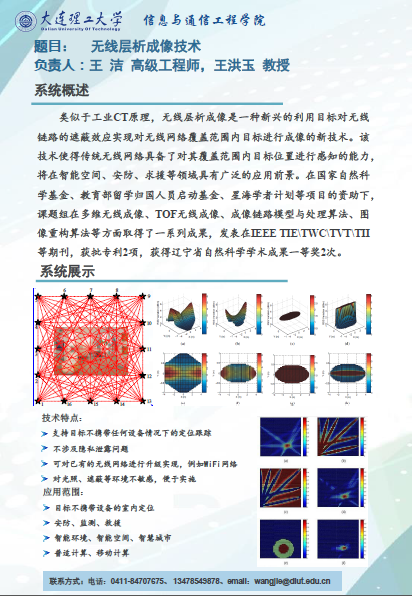 大连理工大学
Dalian University of Technology
信息与通信工程学院
题目： 无线层析成像技术
负责人：王 洁 高级工程师，王洪玉 教授
系统概述
类似于工业CT原理，无线层析成像是一种新兴的利用目标对无线
链路的遮蔽效应实现对无线网络覆盖范围内目标进行成像的新技术。该
技术使得传统无线网络具备了对其覆盖范围内目标位置进行感知的能力，
将在智能空间、安防、求援等领域具有广泛的应用前景。在国家自然科
学基金、教育部留学归国人员启动基金、星海学者计划等项目的资助下，
课题组在多维无线成像、TOF无线成像、成像链路模型与处理算法、图
像重构算法等方面取得了一系列成果，发表在IEEE TIE\TWC\TVT\TII
等期刊，获批专利2项，获得辽宁省自然科学学术成果一等奖2次。
系统展示
6 7 8 9
10
11
12
16 15 14 13
(a) (b) (c) (d)
(e) (f) (g) (h)
技术特点：
支持目标不携带任何设备情况下的定位跟踪
不涉及隐私泄露问题
可对已有的无线网络进行升级实现，例如WiFi网络
对光照、遮蔽等环境不敏感，便于实施
应用范围：
目标不携带设备的室内定位
安防、监测、救援
智能环境、智能空间、智慧城市
普适计算、移动计算
(a) (b)
(c) (d)
(e) (f)
联系方式：电话：0411-84707675、13478549878、email：wangjie@dlut.edu.cn